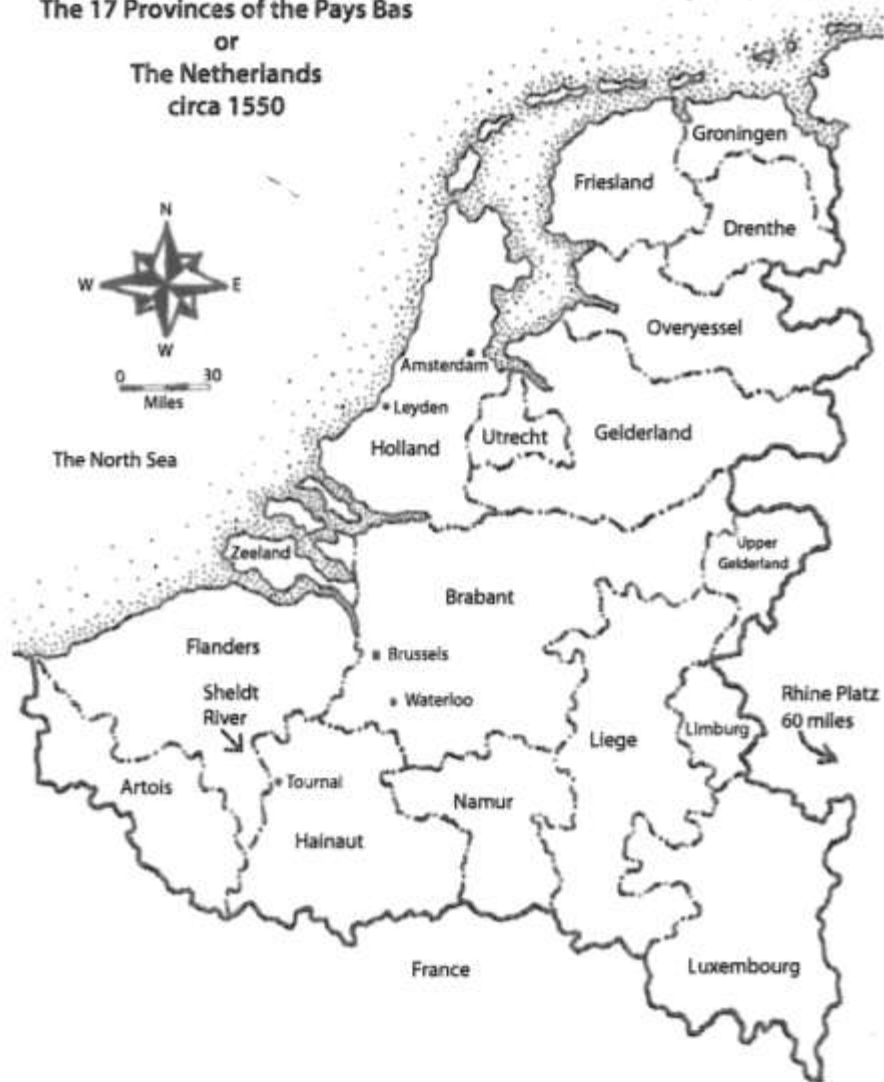 The 17 Provinces of the Pays Bas
or
The Netherlands
circa 1550
N
W
E
W
0
30
Miles
The North Sea
Groningen
Friesland
Drenthe
Overyessel
Amsterdam
Leyden
Holland
Utrecht
Gelderland
Zeeland
Upper
Gelderland
Brabant
Flanders
Brussels
Sheldt
River
Waterloo
Rhine Platz
60 miles
Limburg
Liege
Artois
Tournal
Namur
Hainaut
France
Luxembourg